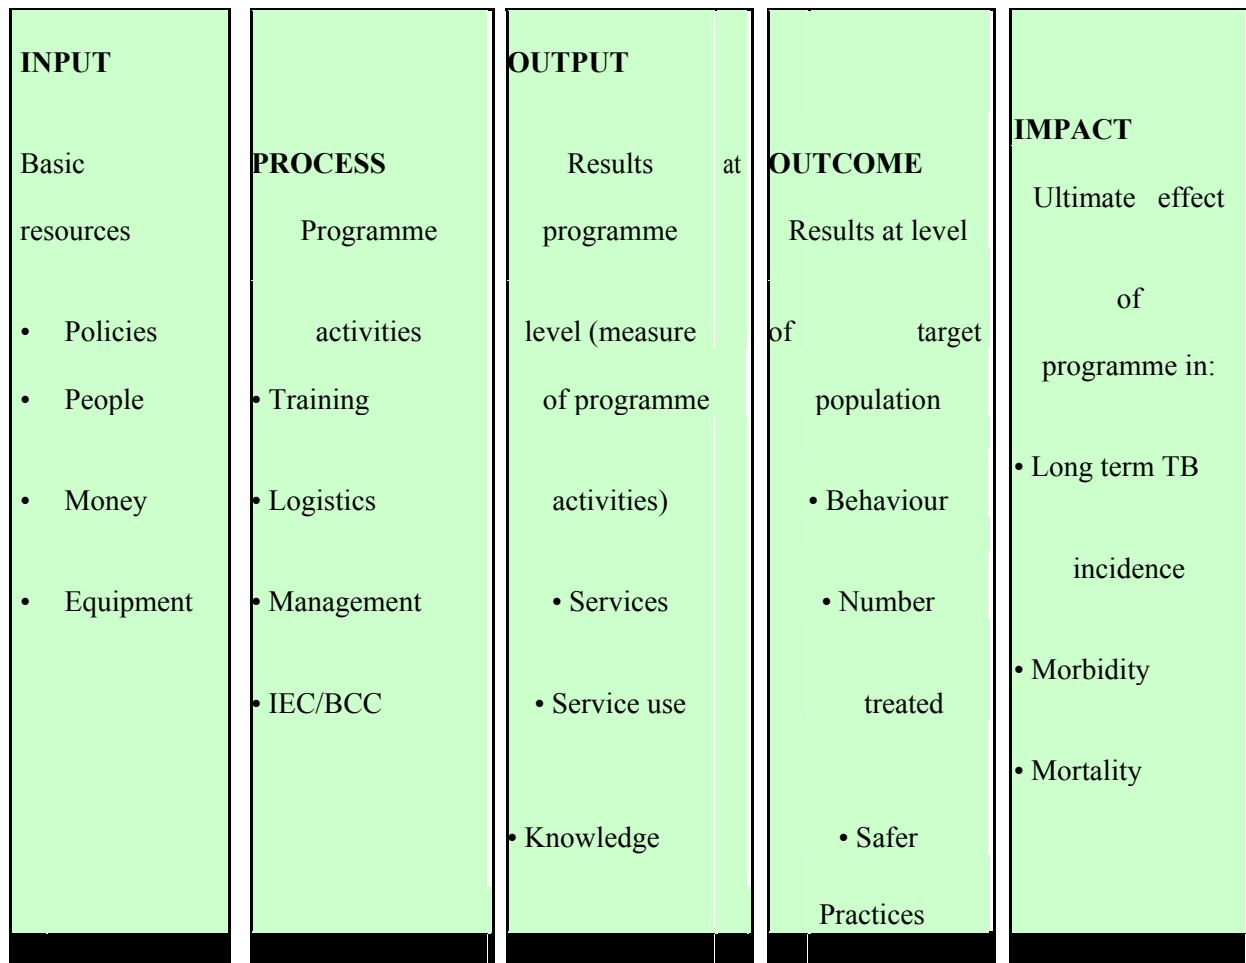 INPUT
Basic
resources
• Policies
• People
• Money
• Equipment
PROCESS
Programme
activities
• Training
• Logistics
• Management
• IEC/BCC
OUTPUT
Results at
programme
level (measure
of programme
activities)
• Services
• Service use
• Knowledge
OUTCOME
Results at level
of target
population
• Behaviour
• Number
treated
• Safer
Practices
IMPACT
Ultimate effect
of
programme in:
• Long term TB
incidence
• Morbidity
• Mortality